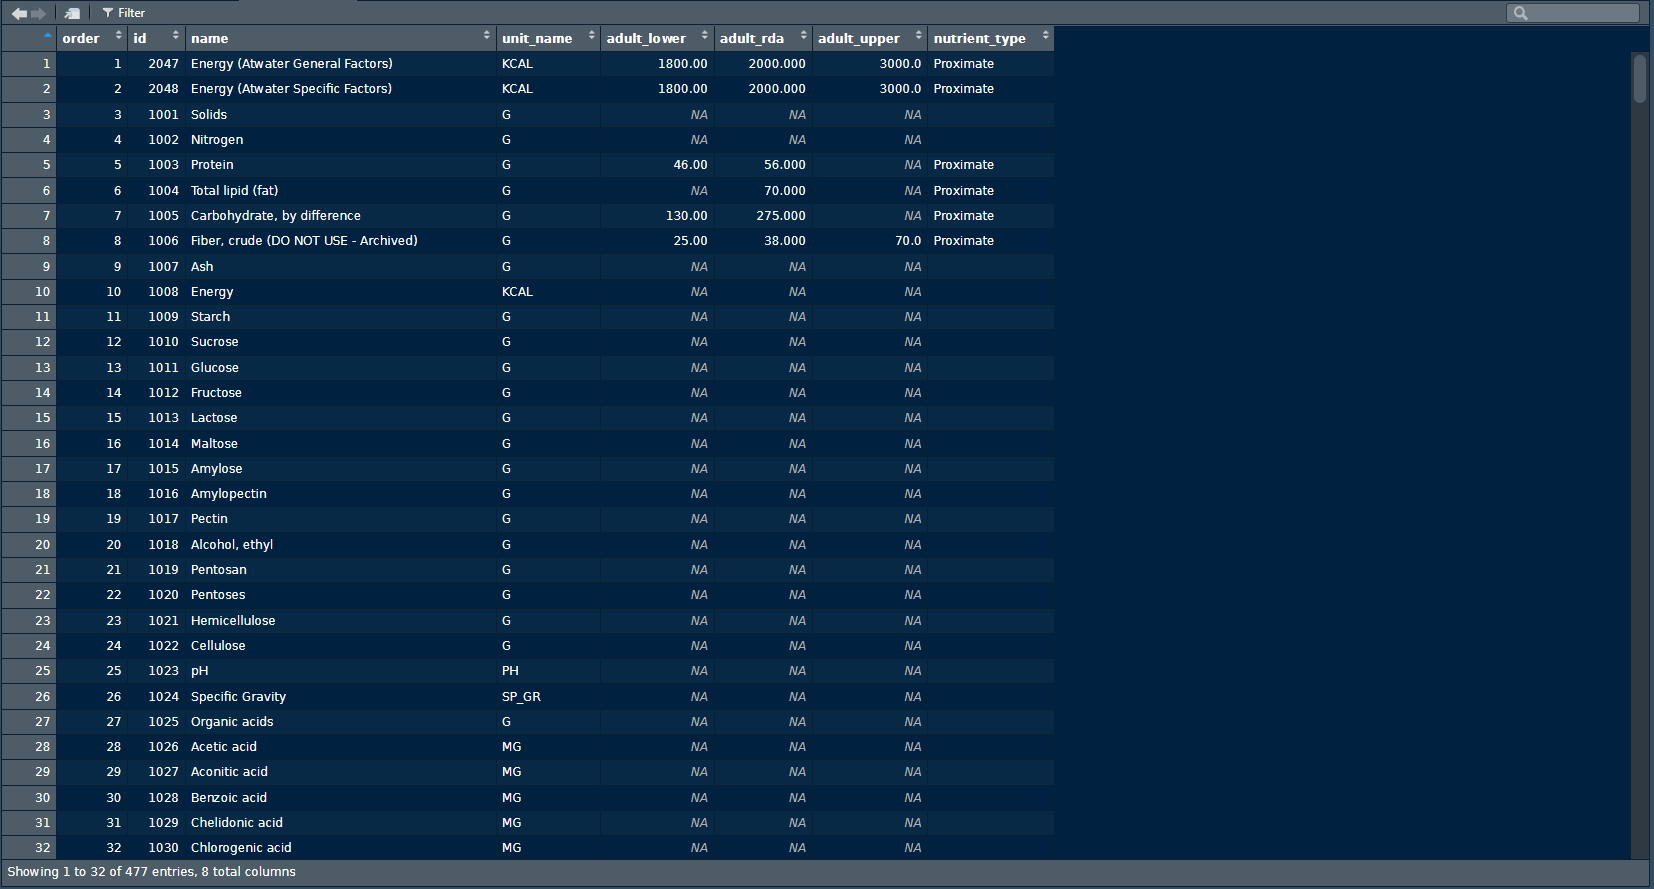 Filter
order id name unit_name adult_lower adult_rda adult_upper nutrient_type
1 1 2047 Energy (Atwater General Factors) KCAL 1800.00 2000.000 3000.0 Proximate
2 2 2048 Energy (Atwater Specific Factors) KCAL 1800.00 2000.000 3000.0 Proximate
3 3 1001 Solids G NA NA NA
4 4 1002 Nitrogen G NA NA NA
5 5 1003 Protein G 46.00 56.000 NA Proximate
6 6 1004 Total lipid (fat) G NA 70.000 NA Proximate
7 7 1005 Carbohydrate, by difference G 130.00 275.000 NA Proximate
8 8 1006 Fiber, crude (DO NOT USE - Archived) G 25.00 38.000 70.0 Proximate
9 9 1007 Ash G NA NA NA
10 10 1008 Energy KCAL NA NA NA
11 11 1009 Starch G NA NA NA
12 12 1010 Sucrose G NA NA NA
13 13 1011 Glucose G NA NA NA
14 14 1012 Fructose G NA NA NA
15 15 1013 Lactose G NA NA NA
16 16 1014 Maltose G NA NA NA
17 17 1015 Amylose G NA NA NA
18 18 1016 Amylopectin G NA NA NA
19 19 1017 Pectin G NA NA NA
20 20 1018 Alcohol, ethyl G NA NA NA
21 21 1019 Pentosan G NA NA NA
22 22 1020 Pentoses G NA NA NA
23 23 1021 Hemicellulose G NA NA NA
24 24 1022 Cellulose G NA NA NA
25 25 1023 pH PH NA NA NA
26 26 1024 Specific Gravity SP_GR NA NA NA
27 27 1025 Organic acids G NA NA NA
28 28 1026 Acetic acid MG NA NA NA
29 29 1027 Aconitic acid MG NA NA NA
30 30 1028 Benzoic acid MG NA NA NA
31 31 1029 Chelidonic acid MG NA NA NA
32 32 1030 Chlorogenic acid MG NA NA NA
Showing 1 to 32 of 477 entries, 8 total columns